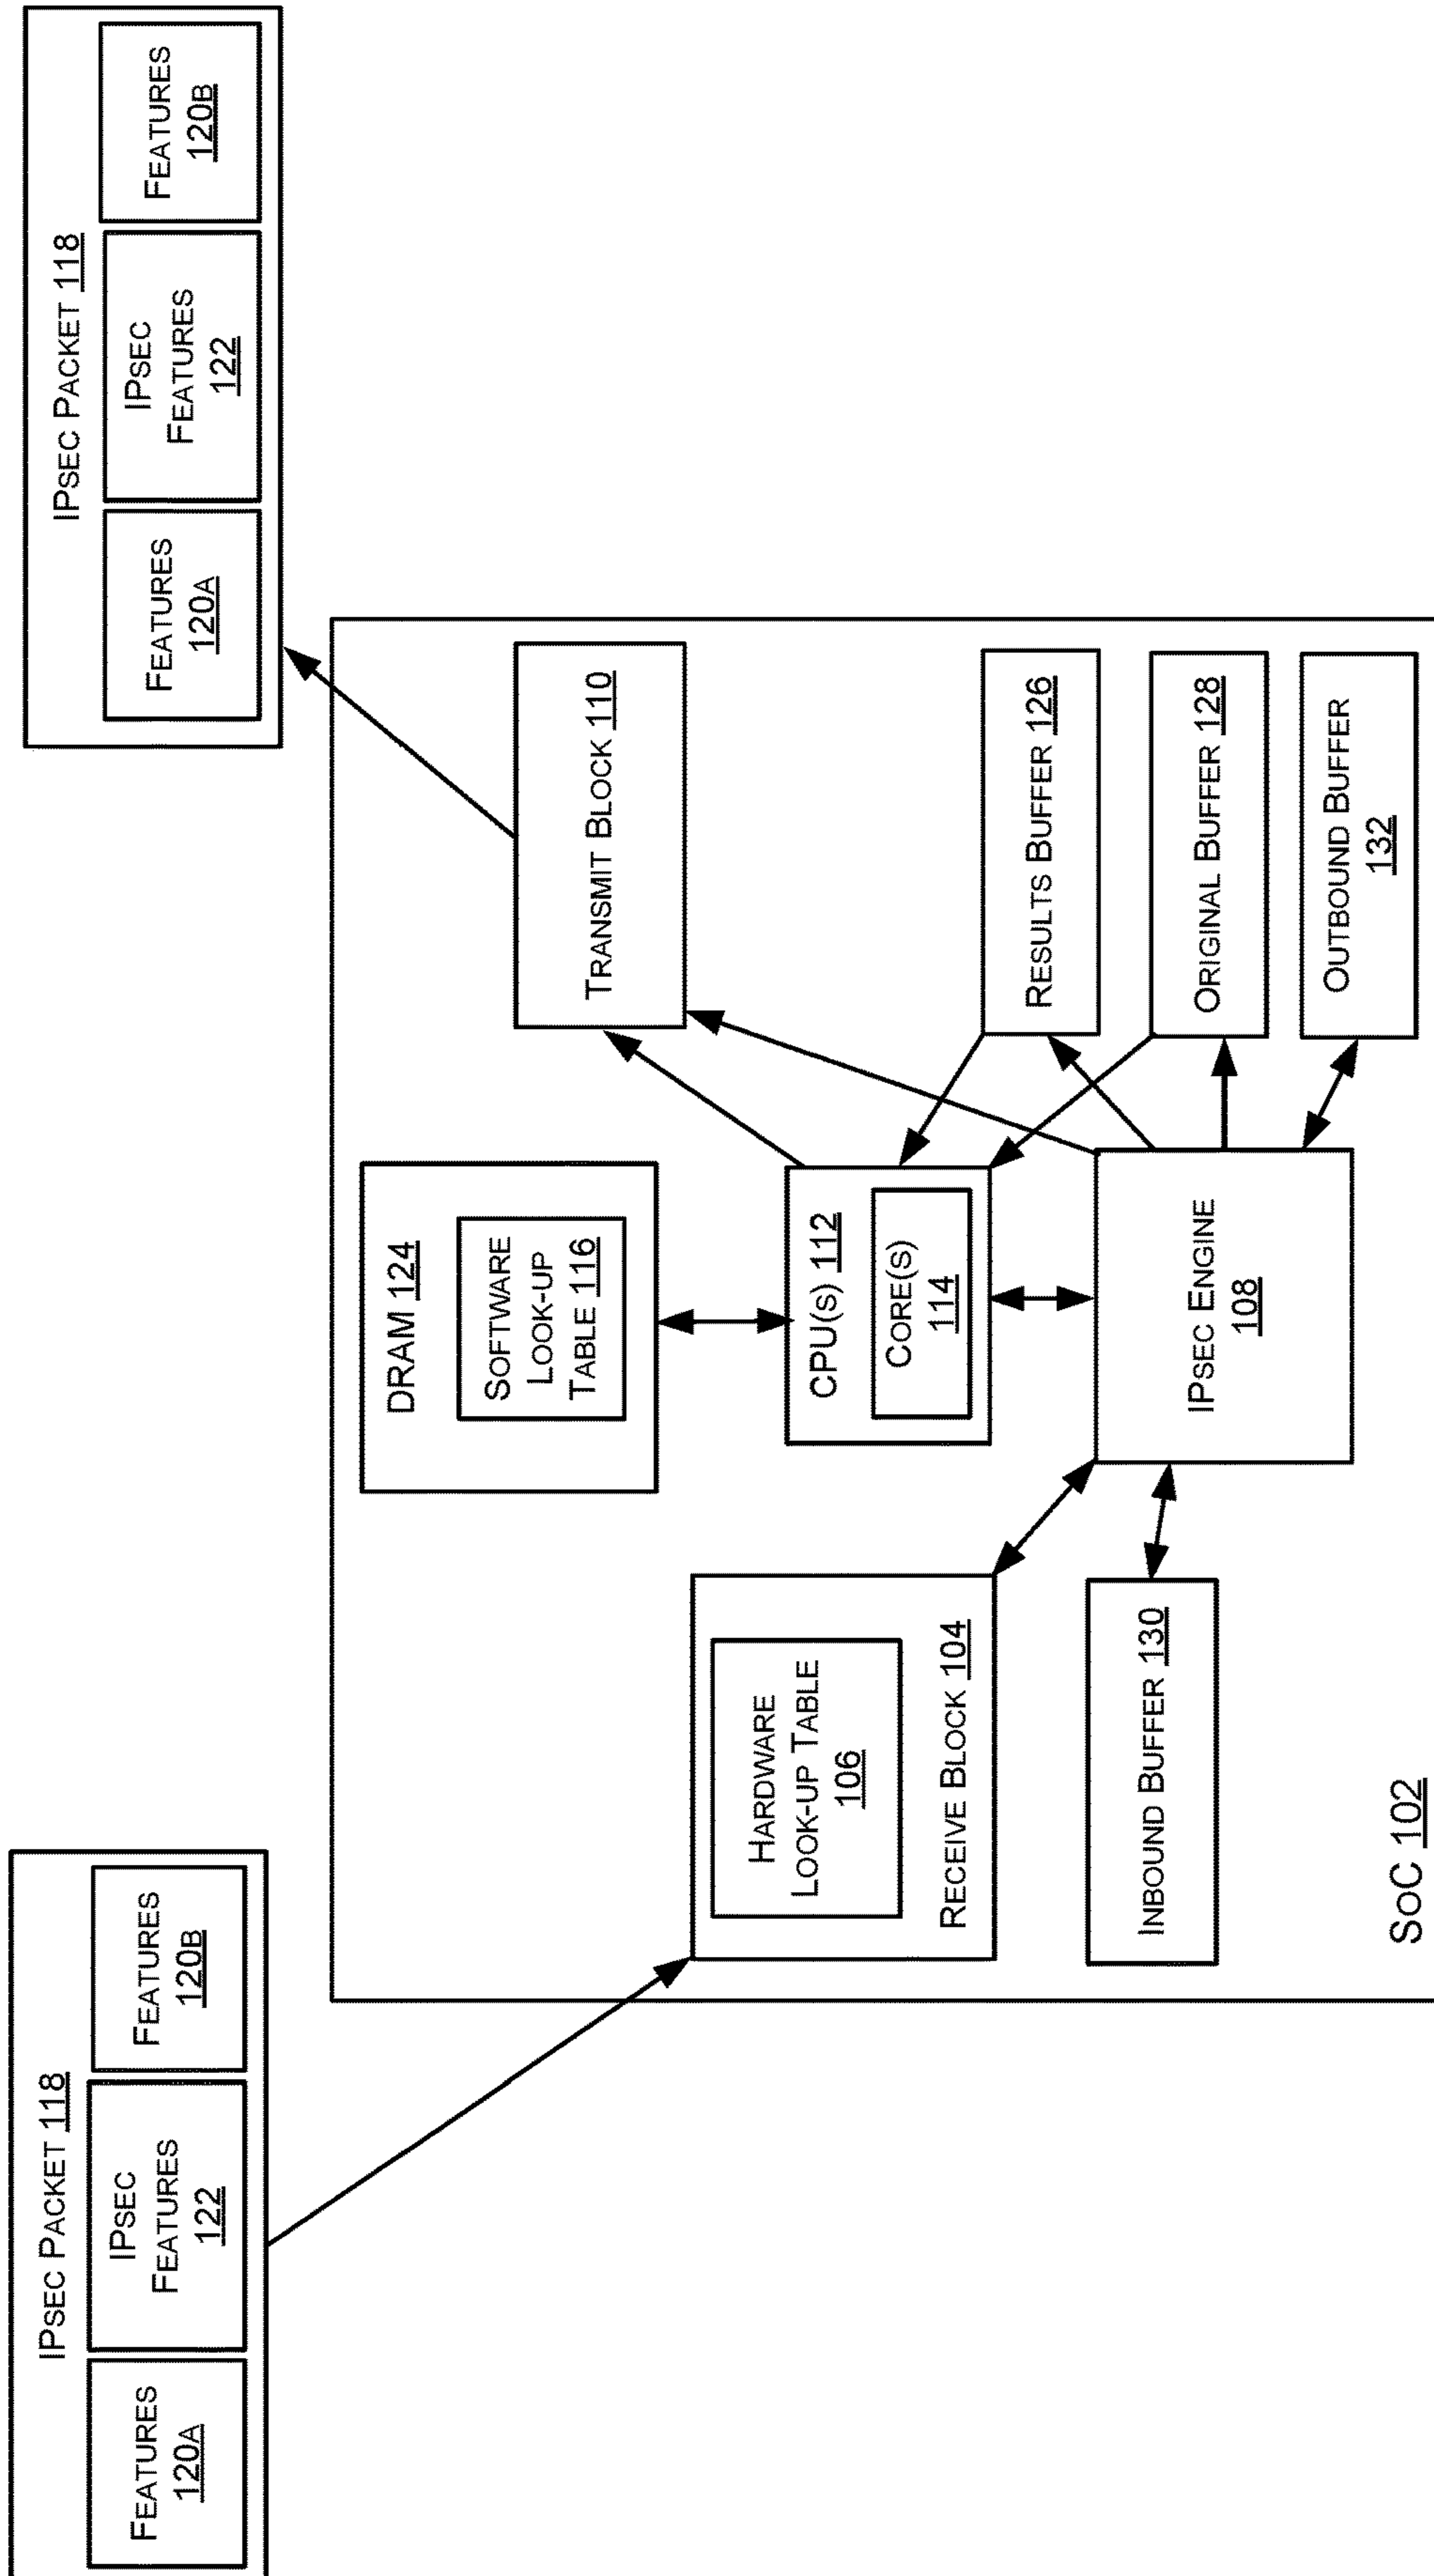 IPSEC PACKET 118
FEATURES
120A
IPSEC
FEATURES
122
FEATURES
120B
IPSEC PACKET 118
FEATURES
120A
IPSEC
FEATURES
122
FEATURES
120B
HARDWARE
LOOK-UP TABLE
106
RECEIVE BLOCK 104
INBOUND BUFFER 130
DRAM 124
SOFTWARE
LOOK-UP
TABLE 116
CPU(S) 112
CORE(S)
114
IPSEC ENGINE
108
TRANSMIT BLOCK 110
RESULTS BUFFER 126
ORIGINAL BUFFER 128
OUTBOUND BUFFER
132
SOC 102